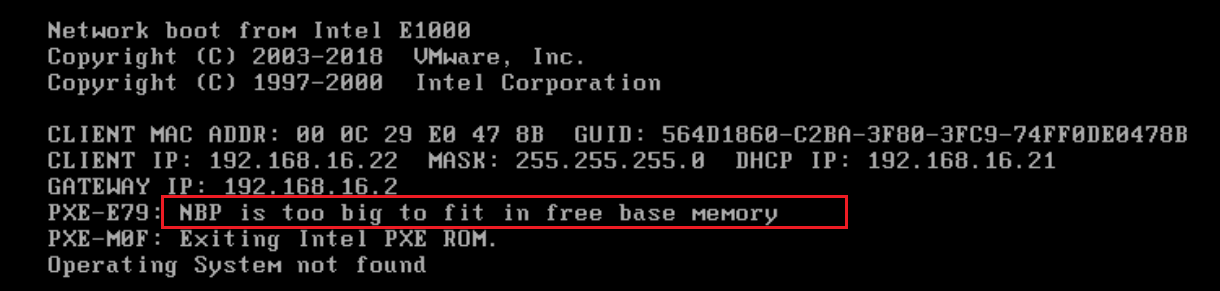 Network boot from Intel E1000
Copyright (C) 2003-2018  VMware, Inc.
Copyright (C) 1997-2000  Intel Corporation
CLIENT MAC ADDR: 00 0C 29 E0 47 8B  GUID: 564D1860-C2BA-3F80-3FC9-74FF0DE0478B
CLIENT IP: 192.168.16.22  MASK: 255.255.255.0  DHCP IP: 192.168.16.21
GATEWAY IP: 192.168.16.2
PXE-E79: NBP is too big to fit in free base memory
PXE-M0F: Exiting Intel PXE ROM.
Operating System not found